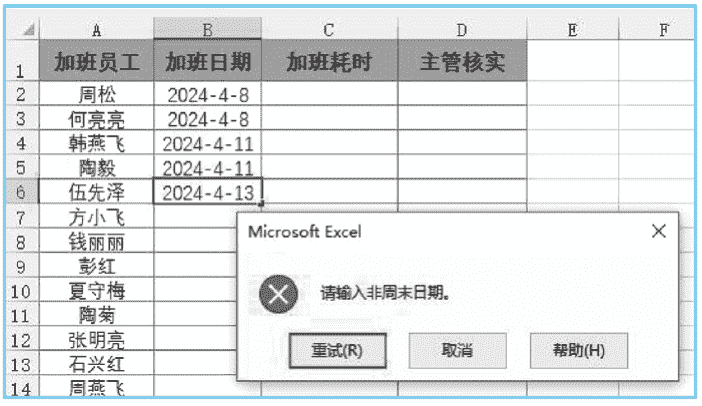 A B C D E F
1 加班员工 加班日期 加班耗时 主管核实
2 周松 2024-4-8
3 何亮亮 2024-4-8
4 韩燕飞 2024-4-11
5 陶毅 2024-4-11
6 伍先泽 2024-4-13
7 方小飞
8 钱丽丽
9 彭红
10 夏守梅
11 陶菊
12 张明亮
13 石兴红
14 周燕飞
Microsoft Excel
请输入非周末日期。
重试(R) 取消 帮助(H)